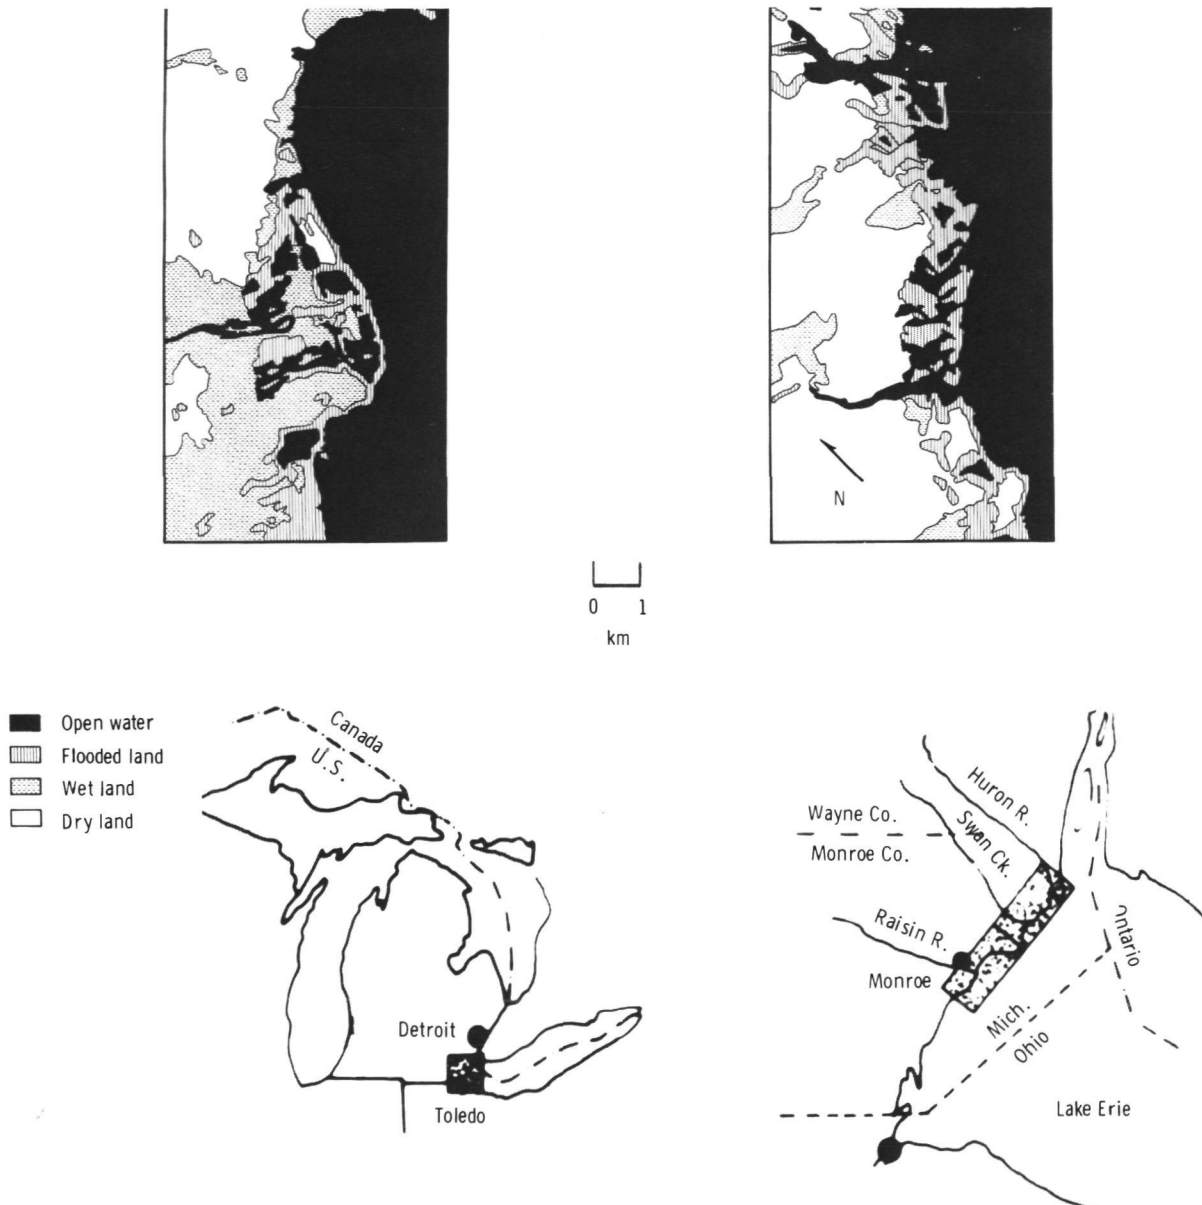 N
0 1
km
Open water
Flooded land
Wet land
Dry land
Canada
U.S.
Detroit
Toledo
Huron R.
Wayne Co.
Swan Ck.
Monroe Co.
Raisin R.
Monroe
Ontario
Mich.
Ohio
Lake Erie